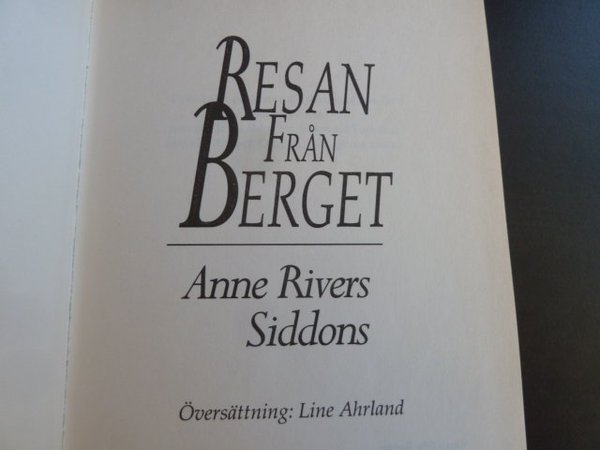 RESAN
FRÅN
BERGET
Anne Rivers
Siddons
Översättning: Line Ahrland